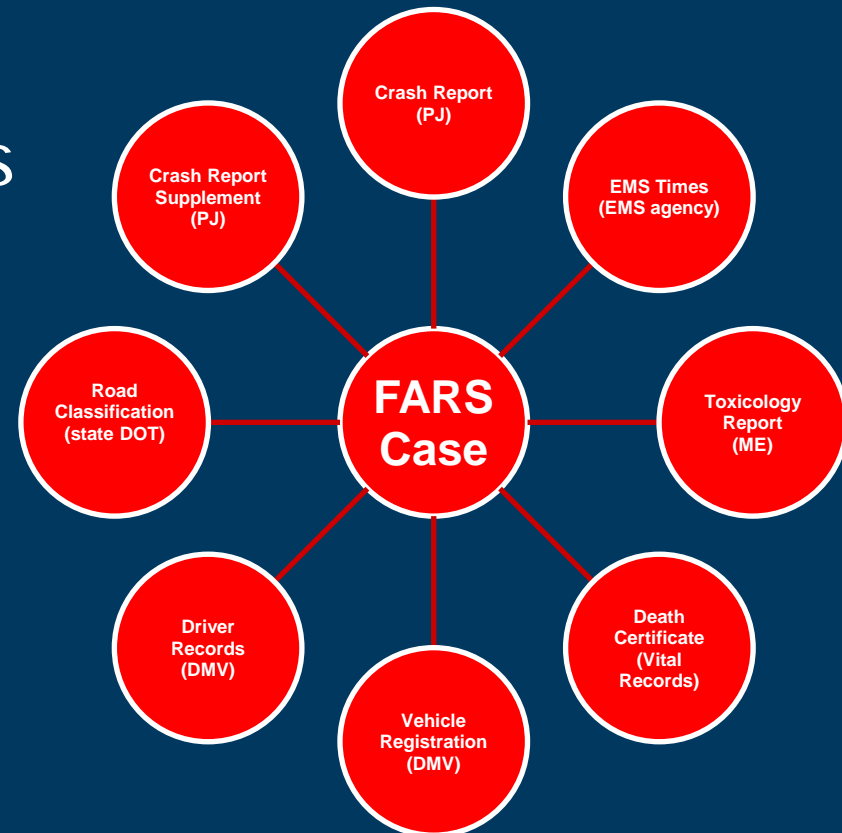 s
Crash Report
(PJ)
Crash Report
Supplement
(PJ)
EMS Times
(EMS agency)
Road
Classification
(state DOT)
FARS
Case
Toxicology
Report
(ME)
Driver
Records
(DMV)
Death
Certificate
(Vital
Records)
Vehicle
Registration
(DMV)